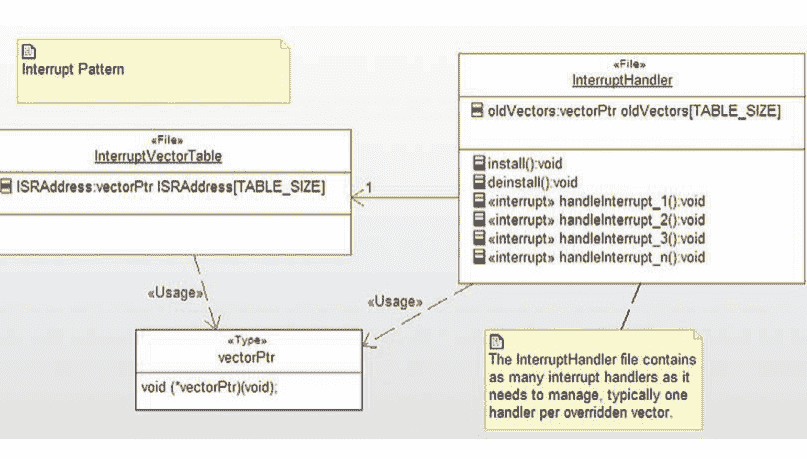 Interrupt Pattern
«File»
InterruptHandler
oldVectors:vectorPtr oldVectors[TABLE_SIZE]
install():void
deinstall():void
«interrupt» handleInterrupt_1():void
«interrupt» handleInterrupt_2():void
«interrupt» handleInterrupt_3():void
«interrupt» handleInterrupt_n():void
«File»
InterruptVectorTable
ISRAddress:vectorPtr ISRAddress[TABLE_SIZE]
1
«Usage»
«Usage»
«Type»
vectorPtr
void (*vectorPtr)(void);
The InterruptHandler file contains
as many interrupt handlers as it
needs to manage, typically one
handler per overridden vector.